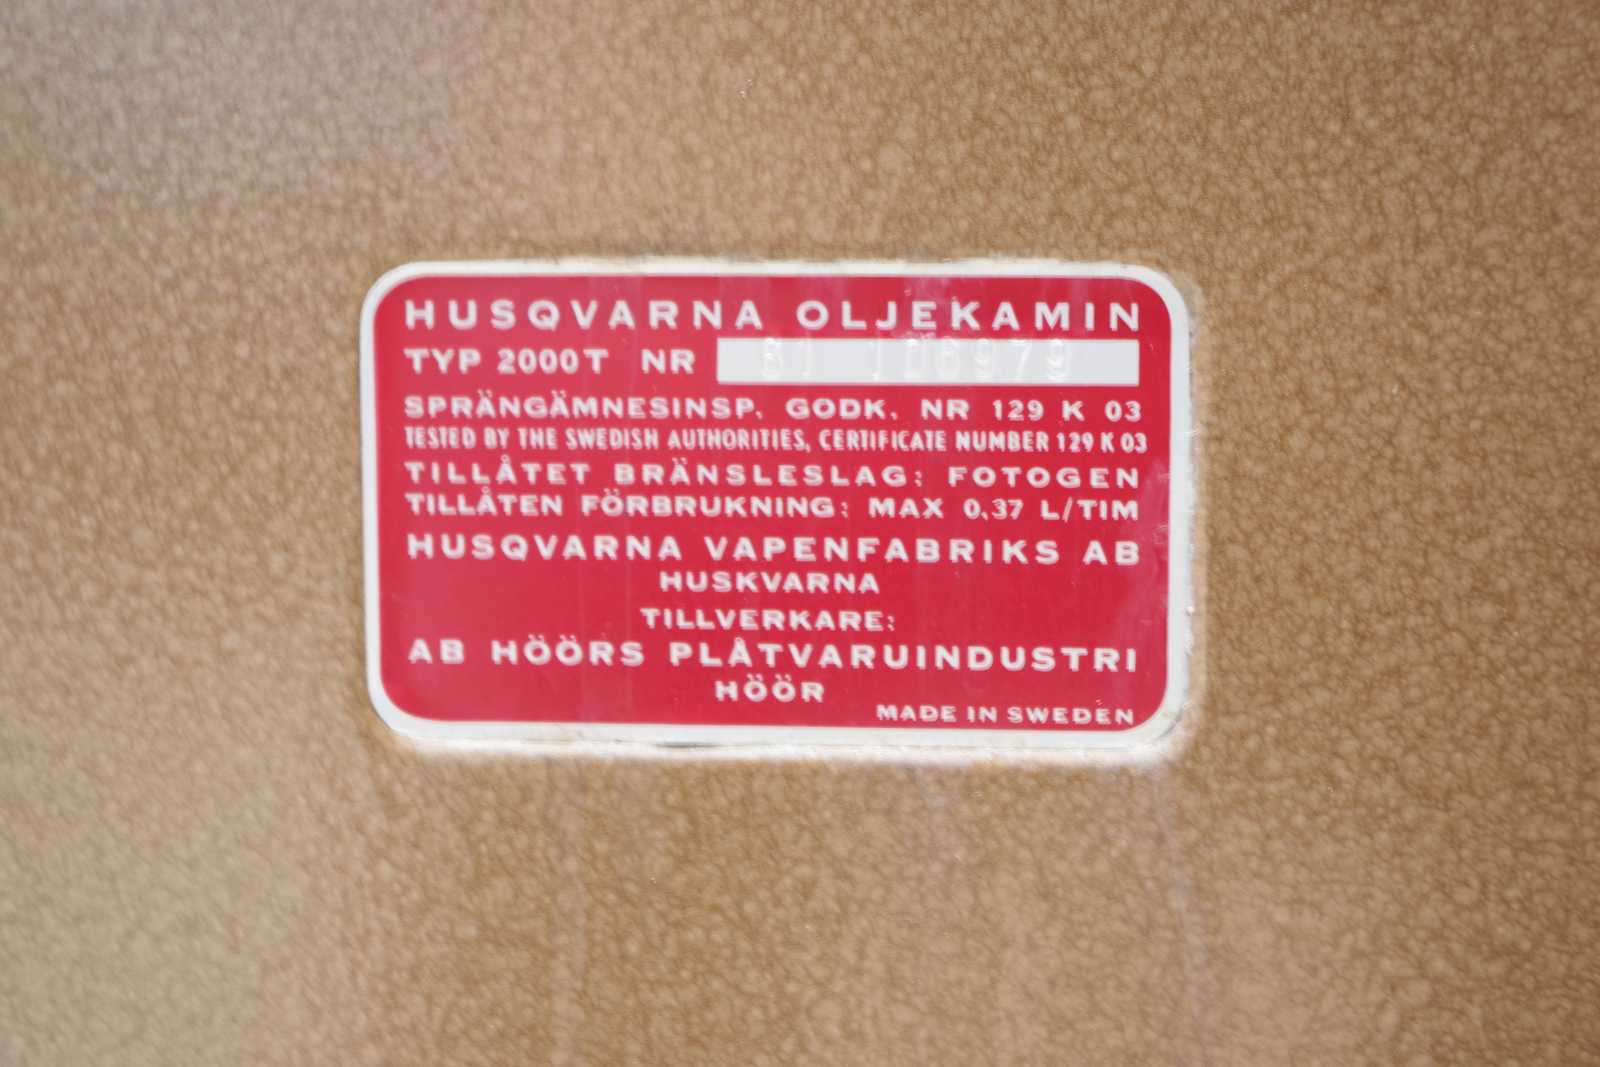 HUSQVARNA OLJEKAMIN
TYP 2000T NR
SPRÄNGÄMNESINSP. GODK. NR 129 K 03
TESTED BY THE SWEDISH AUTHORITIES, CERTIFICATE NUMBER 129 K 03
TILLÅTET BRÄNSLESLAG: FOTOGEN
TILLÅTEN FÖRBRUKNING: MAX 0,37 L/TIM
HUSQVARNA VAPENFABRIKS AB
HUSKVARNA
TILLVERKARE:
AB HÖÖRS PLÅTVARUINDUSTRI
HÖÖR
MADE IN SWEDEN